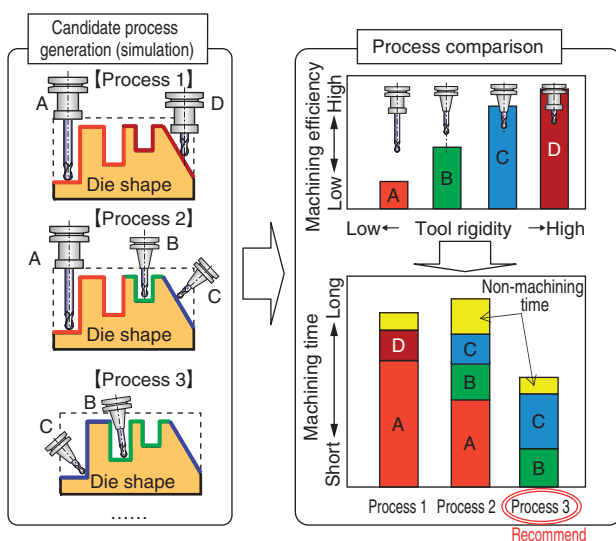 Candidate process
generation (simulation)
【Process 1】
A
D
Die shape
【Process 2】
A
B
C
Die shape
【Process 3】
B
C
Die shape
......
Process comparison
Machining efficiency
Low
High
A
B
C
D
Low← Tool rigidity →High
Machining time
Short
Long
Non-machining
time
D
A
C
B
A
C
B
Process 1 Process 2 Process 3
Recommend